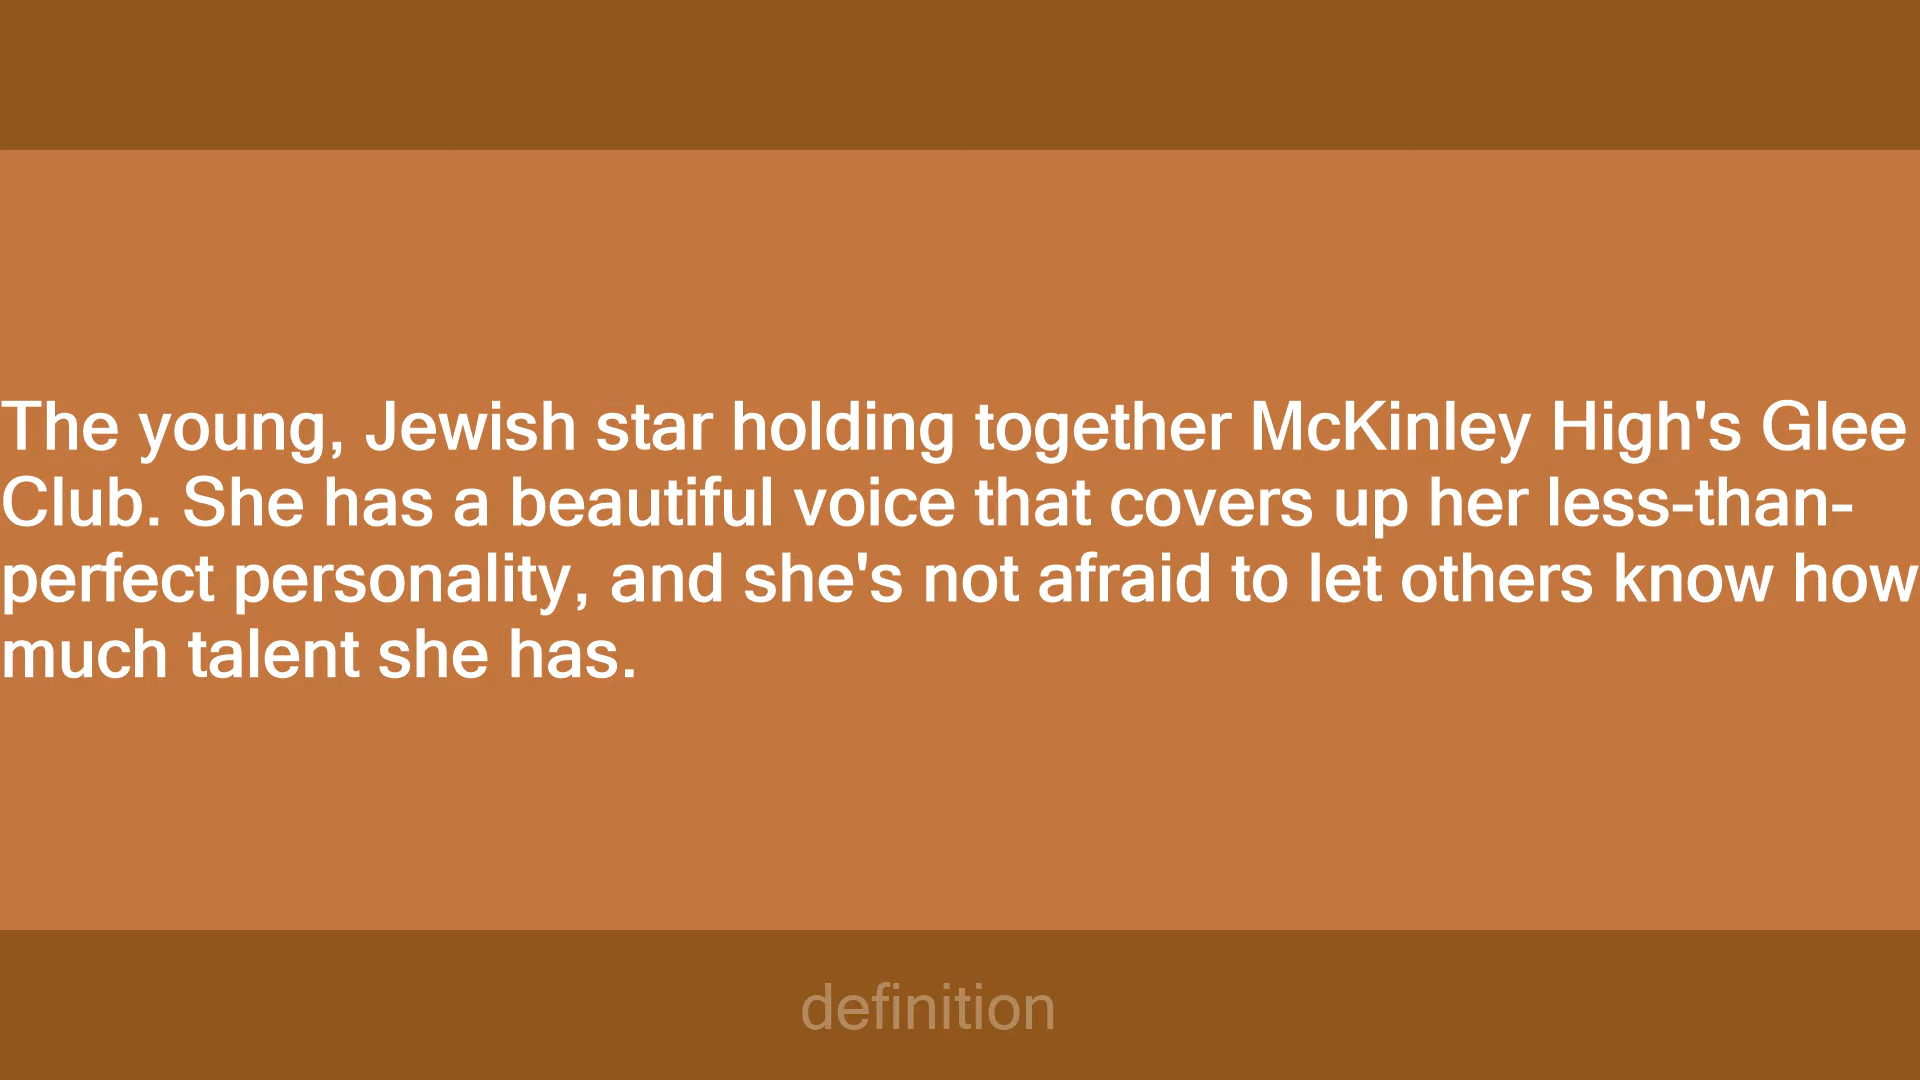 The young, Jewish star holding together McKinley High's Glee
Club. She has a beautiful voice that covers up her less-than-
perfect personality, and she's not afraid to let others know how
much talent she has.
definition